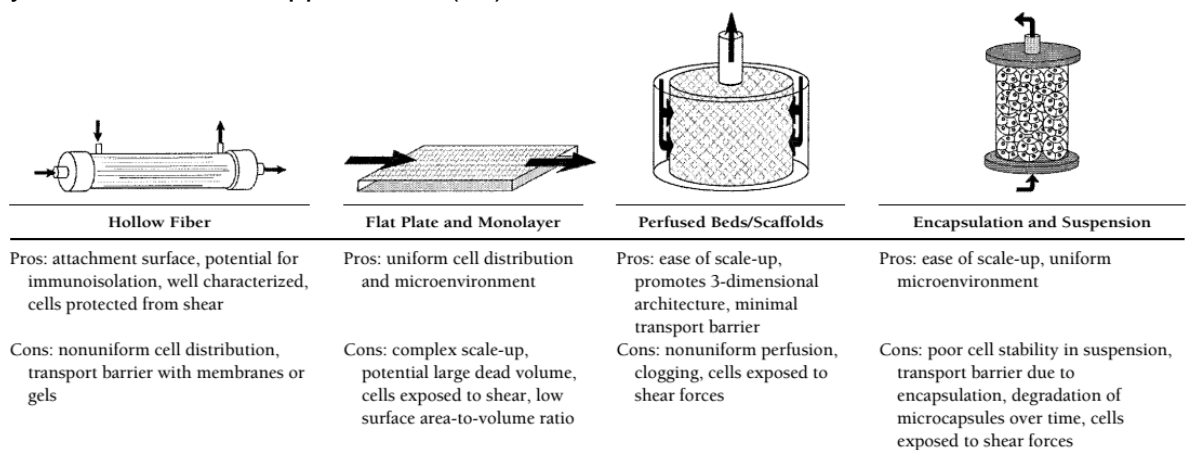 Hollow Fiber
Flat Plate and Monolayer
Perfused Beds/Scaffolds
Encapsulation and Suspension
Pros: attachment surface, potential for
immunoisolation, well characterized,
cells protected from shear
Pros: uniform cell distribution
and microenvironment
Pros: ease of scale-up,
promotes 3-dimensional
architecture, minimal
transport barrier
Pros: ease of scale-up, uniform
microenvironment
Cons: nonuniform cell distribution,
transport barrier with membranes or
gels
Cons: complex scale-up,
potential large dead volume,
cells exposed to shear, low
surface area-to-volume ratio
Cons: nonuniform perfusion,
clogging, cells exposed to
shear forces
Cons: poor cell stability in suspension,
transport barrier due to
encapsulation, degradation of
microcapsules over time, cells
exposed to shear forces